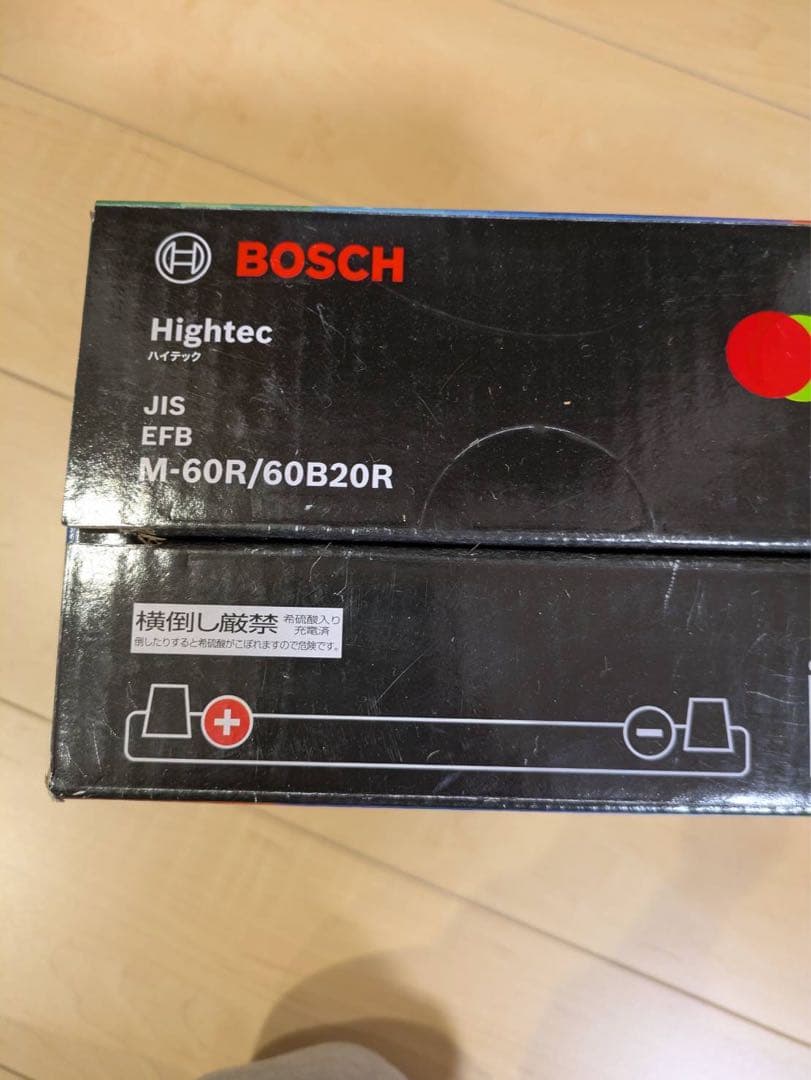 BOSCH
Hightec
ハイテック
JIS
EFB
M-60R/60B20R
横倒し厳禁 希硫酸入り
充電済
倒したりすると希硫酸がこぼれますので危険です。
+ -